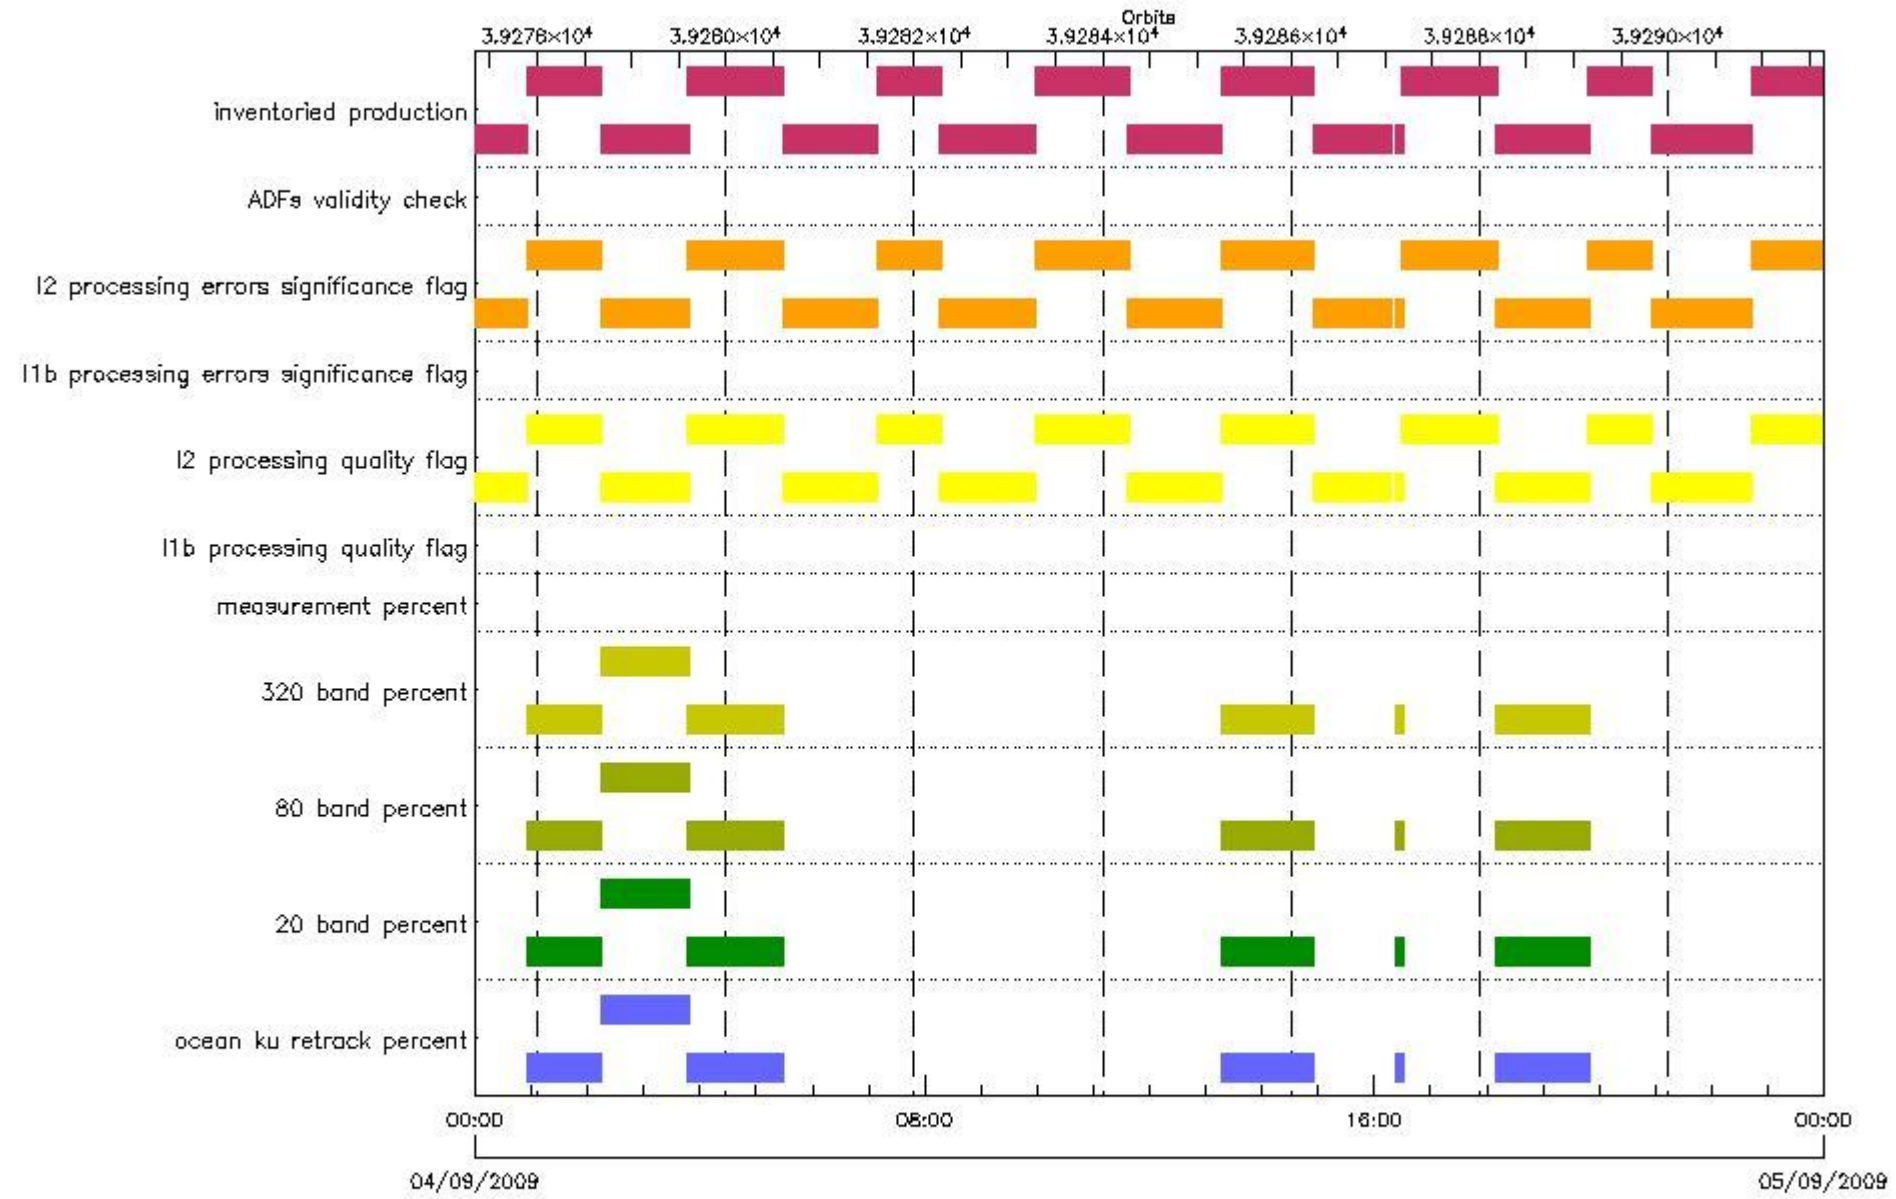 Orbits
3.9278×10⁴ 3.9280×10⁴ 3.9282×10⁴ 3.9284×10⁴ 3.9286×10⁴ 3.9288×10⁴ 3.9290×10⁴
inventoried production
ADFs validity check
l2 processing errors significance flag
l1b processing errors significance flag
l2 processing quality flag
l1b processing quality flag
measurement percent
320 band percent
80 band percent
20 band percent
ocean ku retrack percent
00:00 08:00 16:00 00:00
04/09/2009 05/09/2009